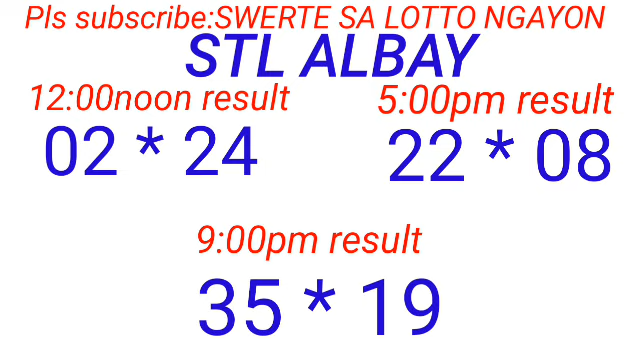 Pls subscribe:SWERTE SA LOTTO NGAYON
STL ALBAY
12:00noon result
02 * 24
5:00pm result
22 * 08
9:00pm result
35 * 19